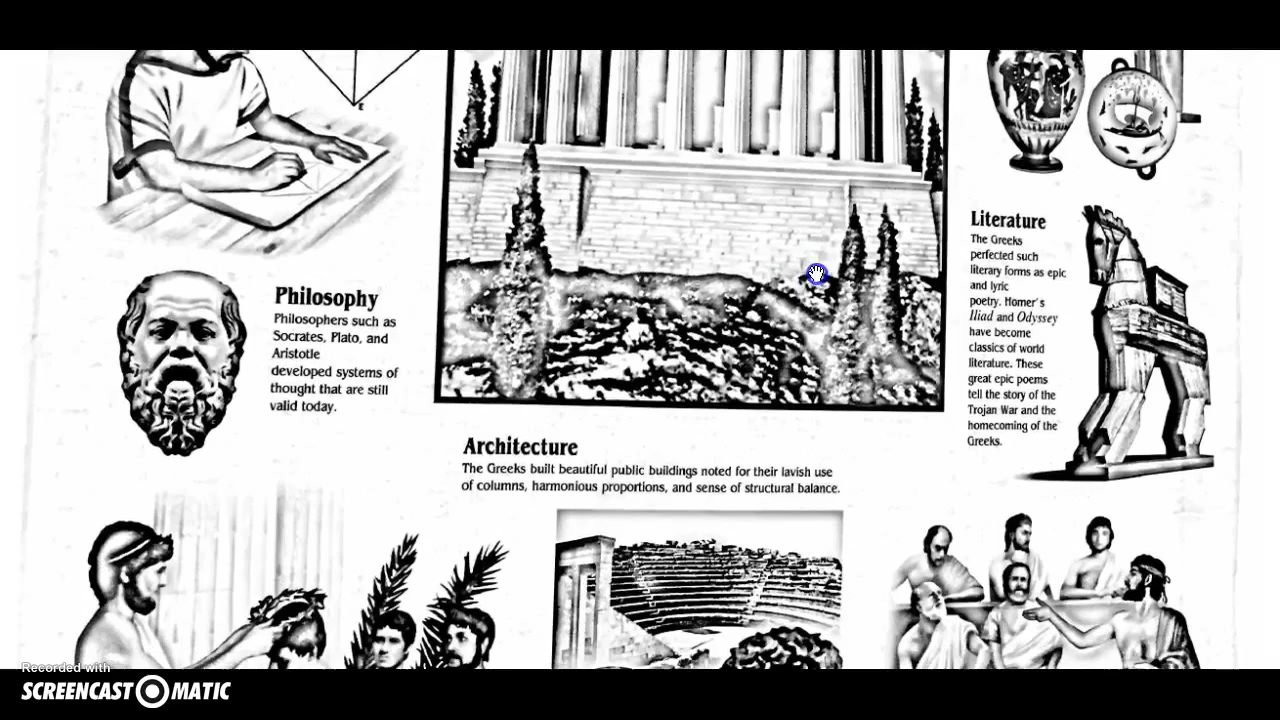 E
Philosophy
Philosophers such as
Socrates, Plato, and
Aristotle
developed systems of
thought that are still
valid today.
Architecture
The Greeks built beautiful public buildings noted for their lavish use
of columns, harmonious proportions, and sense of structural balance.
Literature
The Greeks
perfected such
literary forms as epic
and lyric
poetry. Homer's
Iliad and Odyssey
have become
classics of world
literature. These
great epic poems
tell the story of the
Trojan War and the
homecoming of the
Greeks.
Recorded with
SCREENCAST-O-MATIC